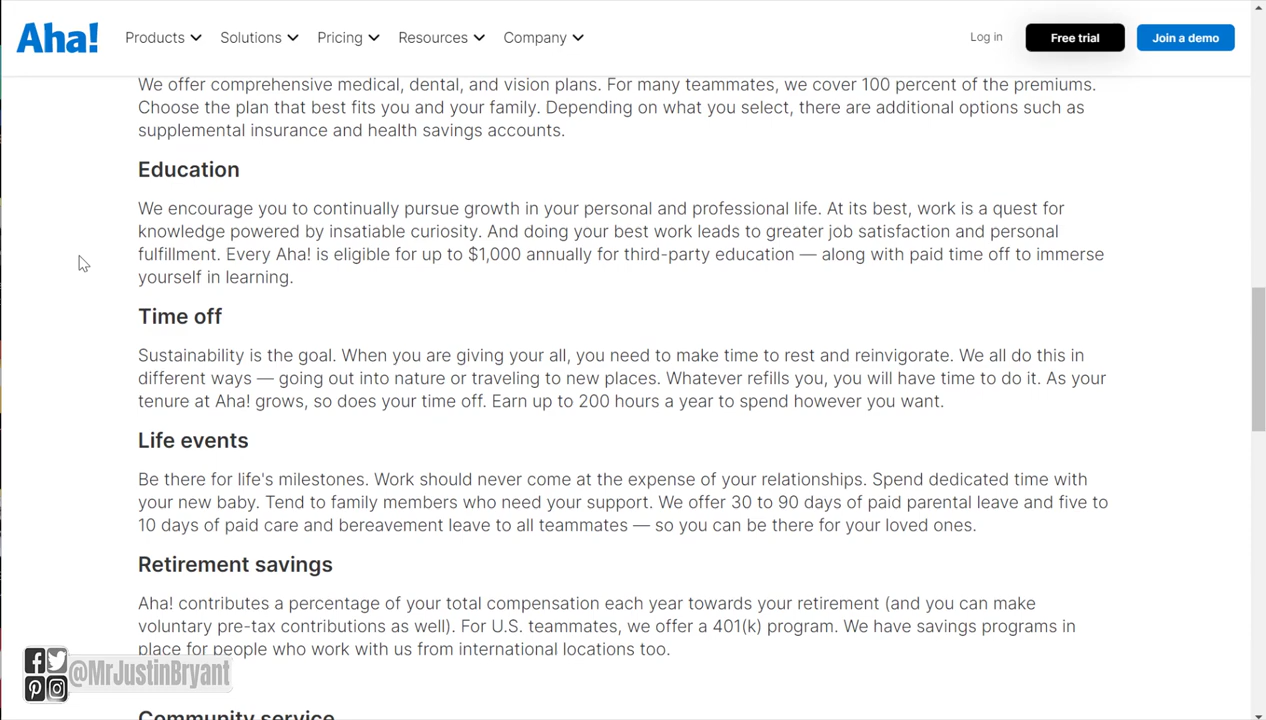 Aha!
Products
Solutions
Pricing
Resources
Company
Log in
Free trial
Join a demo
We offer comprehensive medical, dental, and vision plans. For many teammates, we cover 100 percent of the premiums.
Choose the plan that best fits you and your family. Depending on what you select, there are additional options such as
supplemental insurance and health savings accounts.
Education
We encourage you to continually pursue growth in your personal and professional life. At its best, work is a quest for
knowledge powered by insatiable curiosity. And doing your best work leads to greater job satisfaction and personal
fulfillment. Every Aha! is eligible for up to $1,000 annually for third-party education — along with paid time off to immerse
yourself in learning.
Time off
Sustainability is the goal. When you are giving your all, you need to make time to rest and reinvigorate. We all do this in
different ways — going out into nature or traveling to new places. Whatever refills you, you will have time to do it. As your
tenure at Aha! grows, so does your time off. Earn up to 200 hours a year to spend however you want.
Life events
Be there for life's milestones. Work should never come at the expense of your relationships. Spend dedicated time with
your new baby. Tend to family members who need your support. We offer 30 to 90 days of paid parental leave and five to
10 days of paid care and bereavement leave to all teammates — so you can be there for your loved ones.
Retirement savings
Aha! contributes a percentage of your total compensation each year towards your retirement (and you can make
voluntary pre-tax contributions as well). For U.S. teammates, we offer a 401(k) program. We have savings programs in
place for people who work with us from international locations too.
@MrJustinBryant
Community service